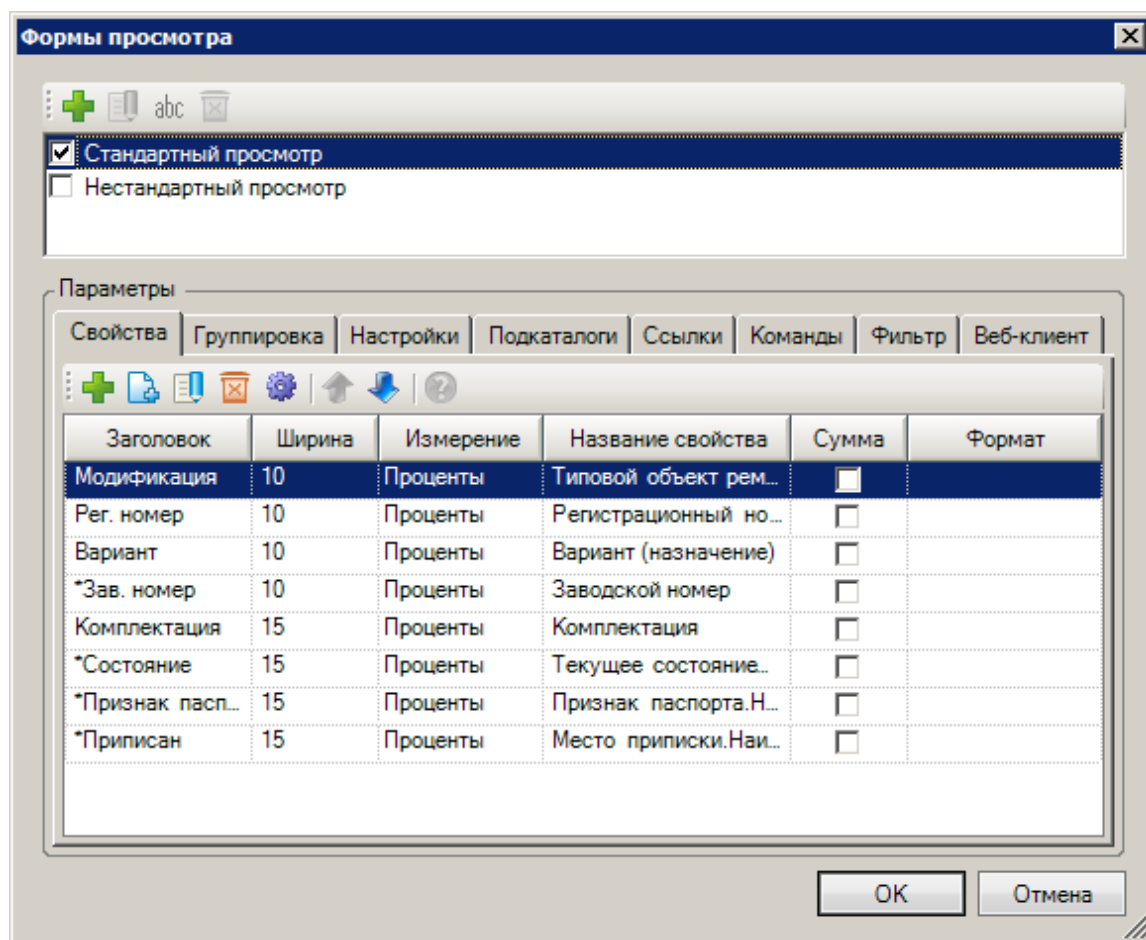 Формы просмотра
abc
Стандартный просмотр
Нестандартный просмотр
Параметры
Свойства Группировка Настройки Подкаталоги Ссылки Команды Фильтр Веб-клиент
Заголовок Ширина Измерение Название свойства Сумма Формат
Модификация 10 Проценты Типовой объект рем...
Рег. номер 10 Проценты Регистрационный но...
Вариант 10 Проценты Вариант (назначение)
*Зав. номер 10 Проценты Заводской номер
Комплектация 15 Проценты Комплектация
*Состояние 15 Проценты Текущее состояние...
*Признак пасп... 15 Проценты Признак паспорта.Н...
*Приписан 15 Проценты Место приписки.Наи...
OK Отмена